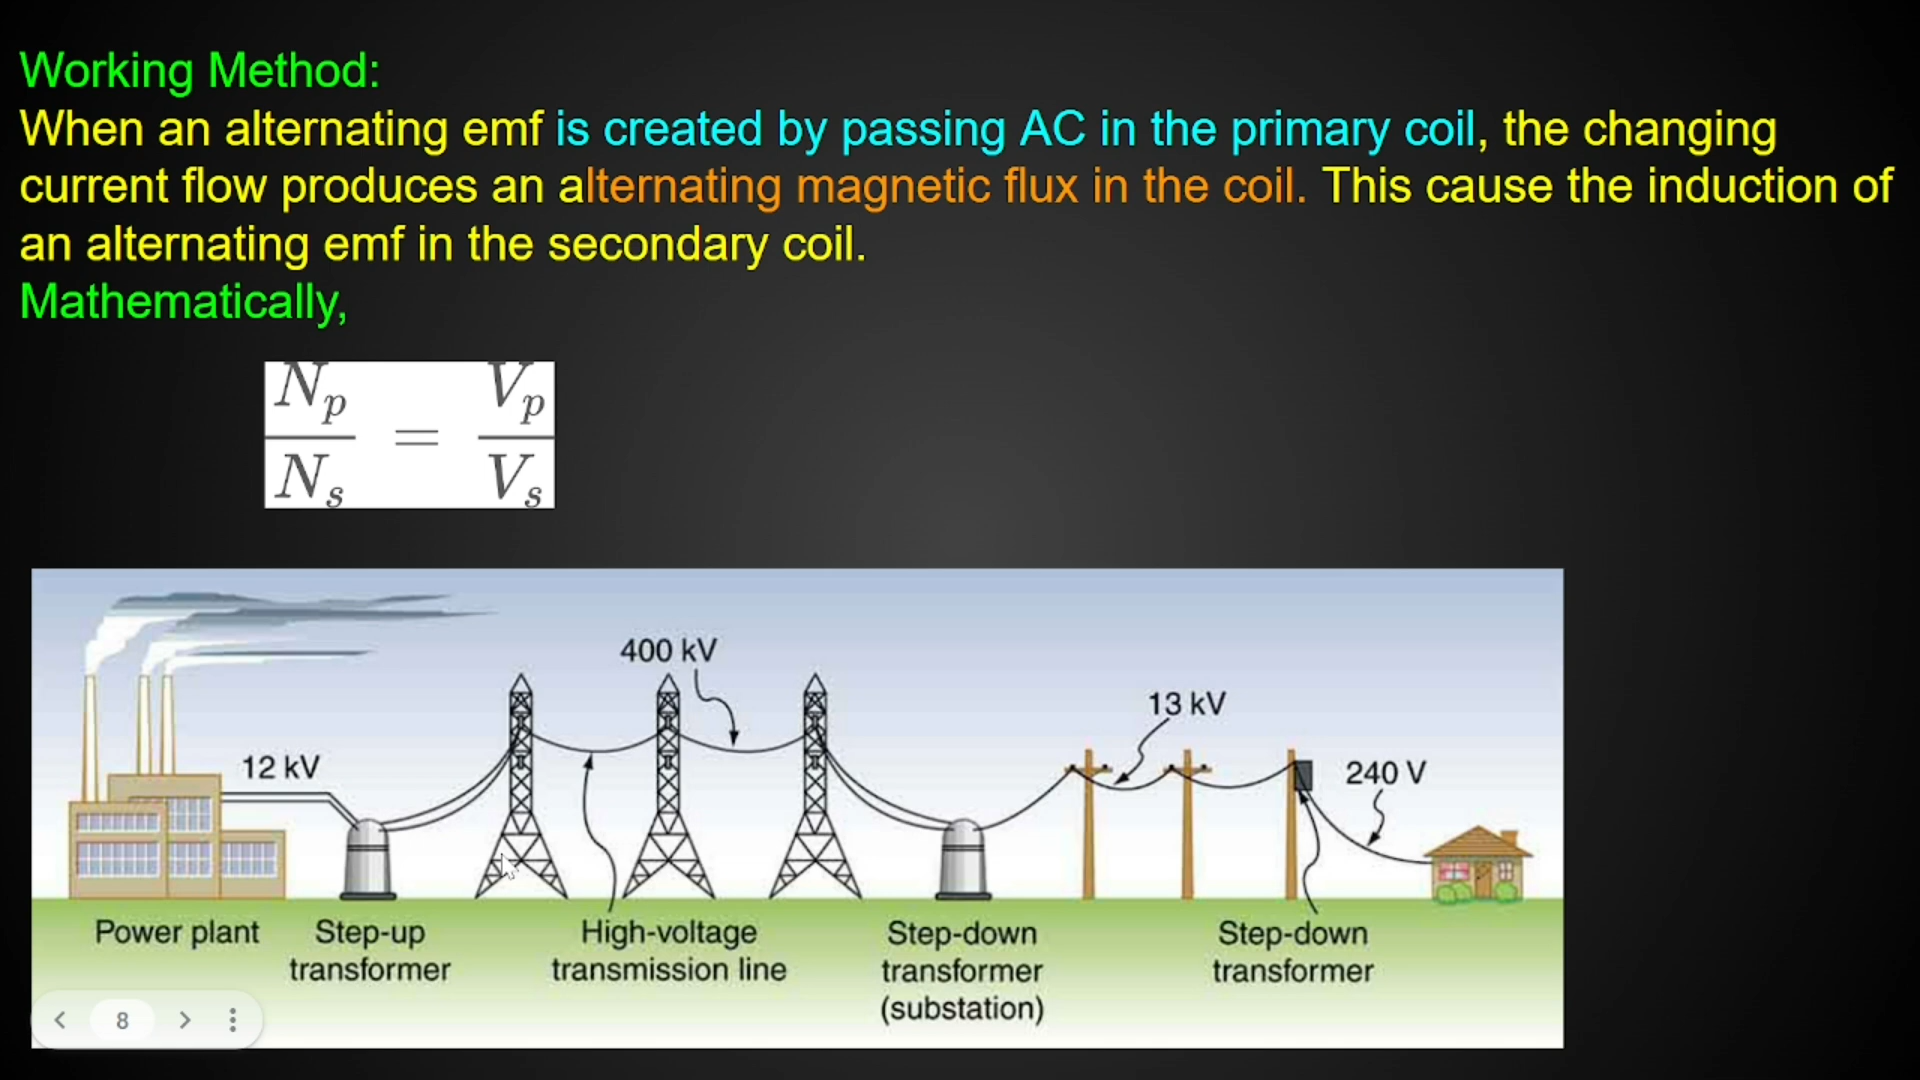 Working Method:
When an alternating emf is created by passing AC in the primary coil, the changing
current flow produces an alternating magnetic flux in the coil. This cause the induction of
an alternating emf in the secondary coil.
Mathematically,
N_p/N_s = V_p/V_s
400 kV
13 kV
12 kV
240 V
Power plant
Step-up
transformer
High-voltage
transmission line
Step-down
transformer
(substation)
Step-down
transformer
8